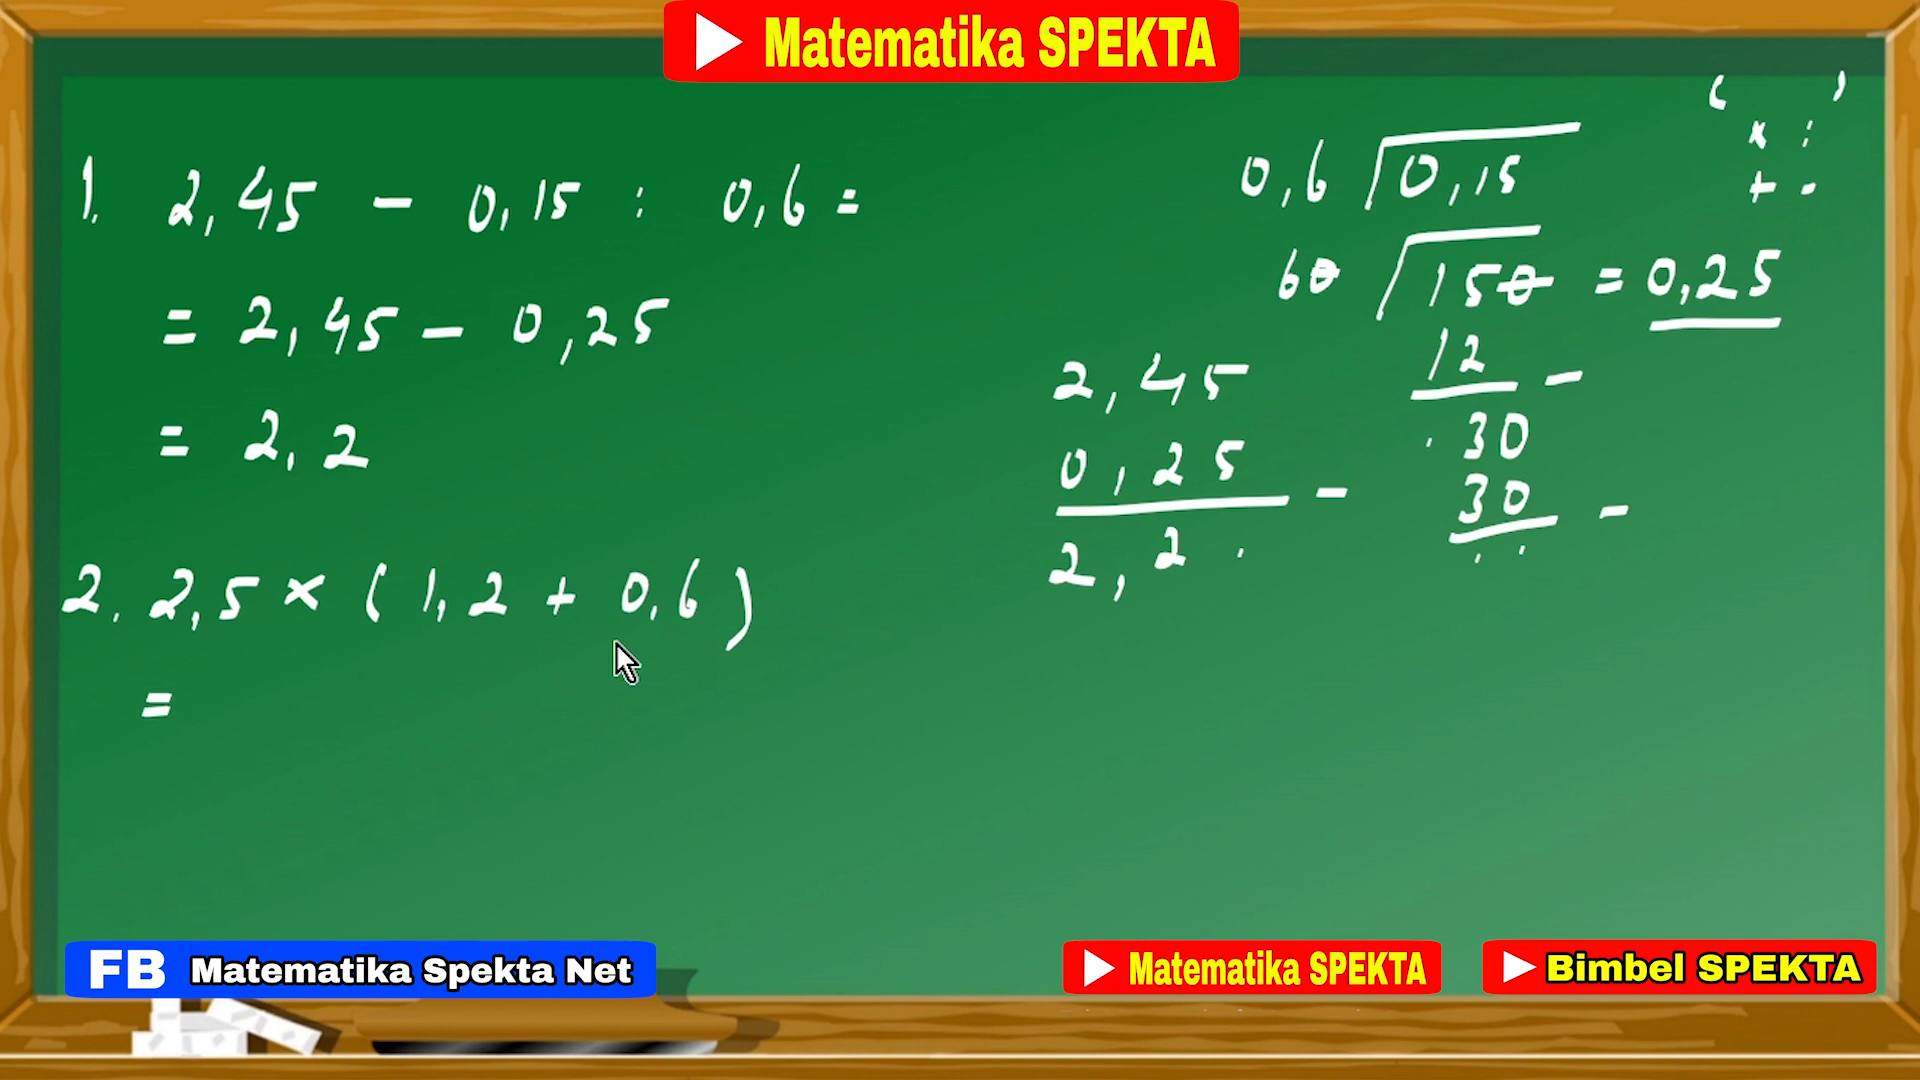 Matematika SPEKTA
1. 2,45 - 0,15 : 0,6 =
= 2,45 - 0,25
= 2,2
2. 2,5 × (1,2 + 0,6)
=
( )
× :
+ -
0,6 0,15
60 150 = 0,25
12 -
30
30 -
2,45
0,25 -
2,2
FB Matematika Spekta Net
Matematika SPEKTA
Bimbel SPEKTA